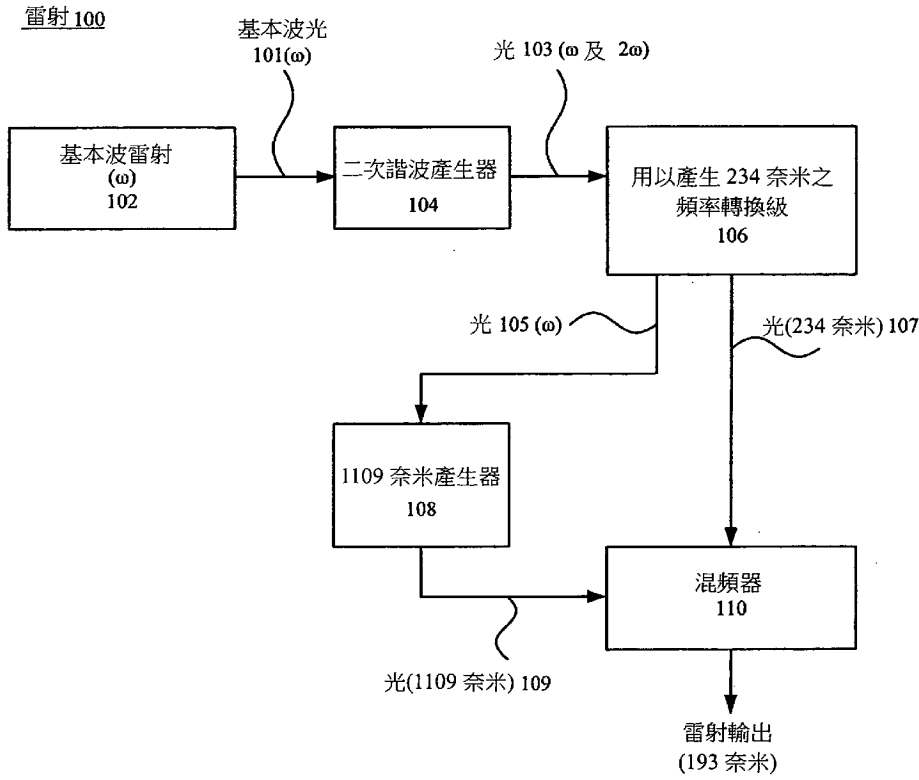 雷射 100
基本波光
101(ω)
光 103 (ω 及 2ω)
基本波雷射
(ω)
102
二次諧波產生器
104
用以產生 234 奈米之
頻率轉換級
106
光 105 (ω)
光(234 奈米) 107
1109 奈米產生器
108
混頻器
110
光(1109 奈米) 109
雷射輸出
(193 奈米)